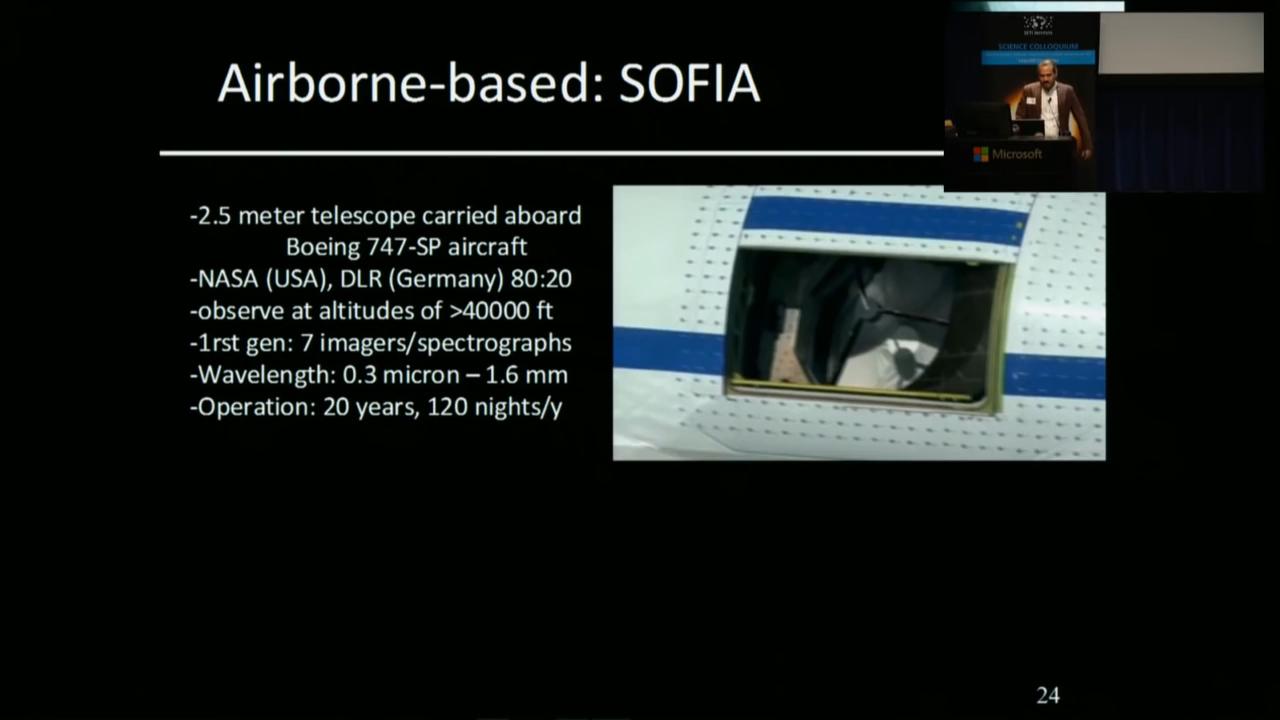 Airborne-based: SOFIA
SETI INSTITUTE
SCIENCE COLLOQUIUM
Microsoft
-2.5 meter telescope carried aboard
Boeing 747-SP aircraft
-NASA (USA), DLR (Germany) 80:20
-observe at altitudes of >40000 ft
-1rst gen: 7 imagers/spectrographs
-Wavelength: 0.3 micron – 1.6 mm
-Operation: 20 years, 120 nights/y
24